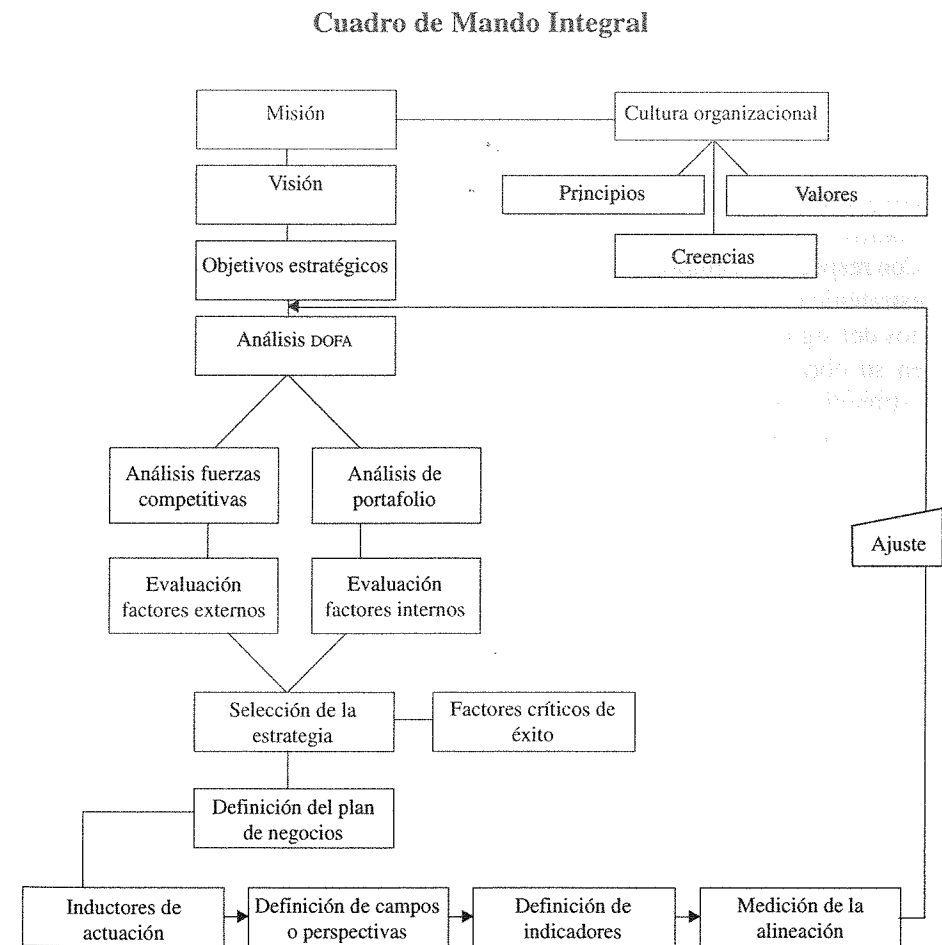 Cuadro de Mando Integral
Misión
Cultura organizacional
Visión
Principios
Valores
Objetivos estratégicos
Creencias
Análisis DOFA
Análisis fuerzas
competitivas
Análisis de
portafolio
Ajuste
Evaluación
factores externos
Evaluación
factores internos
Selección de la
estrategia
Factores críticos de
éxito
Definición del plan
de negocios
Inductores de
actuación
Definición de campos
o perspectivas
Definición de
indicadores
Medición de la
alineación